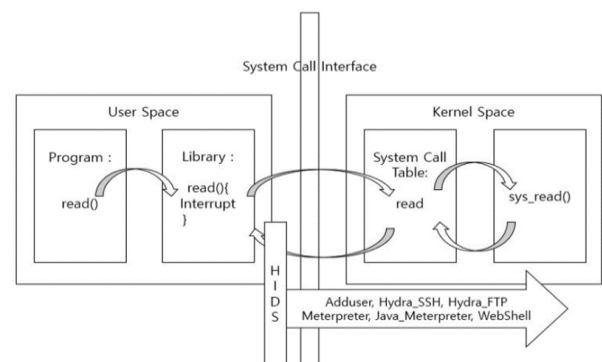 System Call Interface
User Space
Kernel Space
Program :
read()
Library :
read(){
Interrupt
}
System Call
Table:
read
sys_read()
H
I
D
S
Adduser, Hydra_SSH, Hydra_FTP
Meterpreter, Java_Meterpreter, WebShell